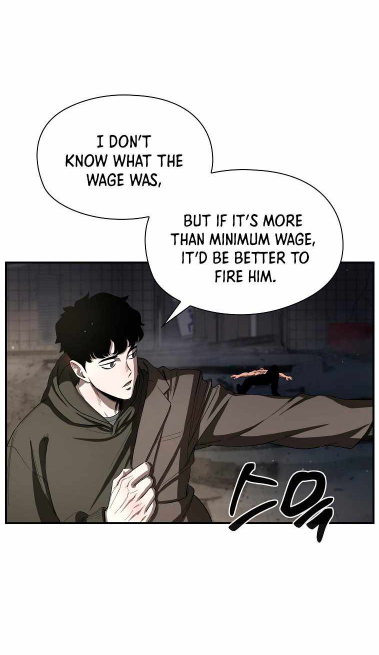 I DON'T
KNOW WHAT THE
WAGE WAS,
BUT IF IT'S MORE
THAN MINIMUM WAGE,
IT'D BE BETTER TO
FIRE HIM.
스윽